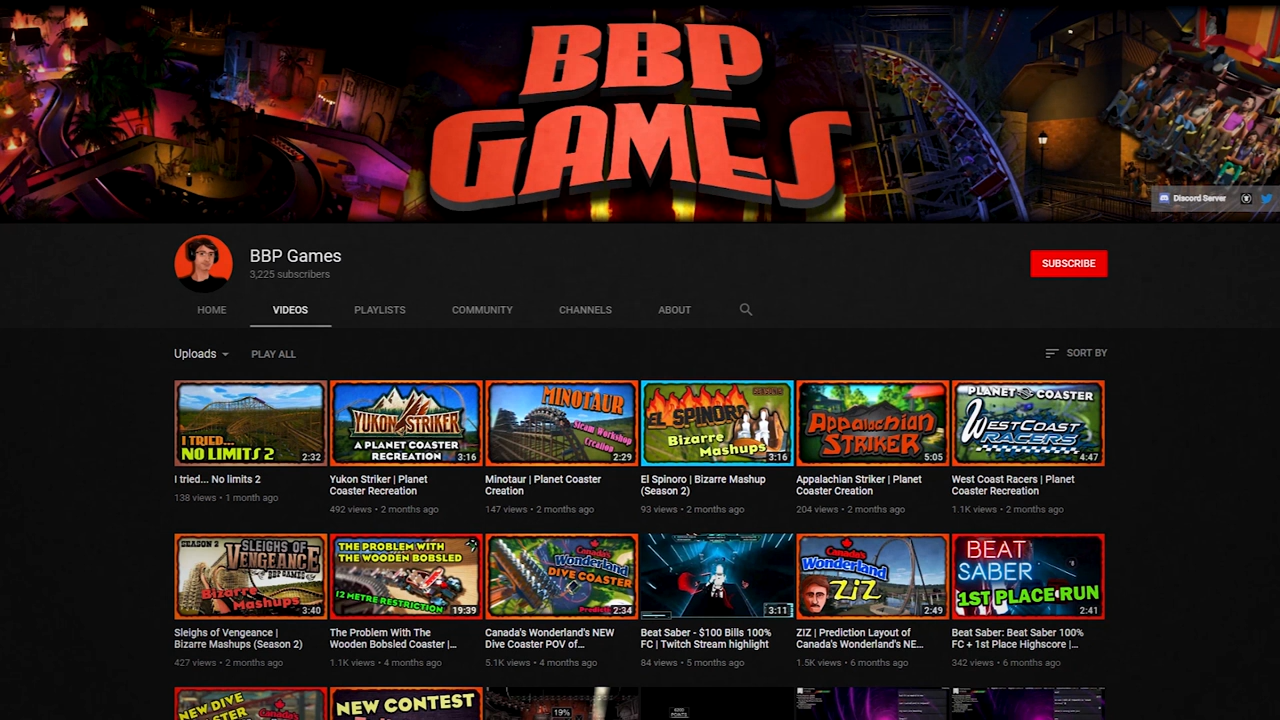 BBP
GAMES
Discord Server
BBP Games
3,225 subscribers
SUBSCRIBE
HOME
VIDEOS
PLAYLISTS
COMMUNITY
CHANNELS
ABOUT
Uploads
PLAY ALL
SORT BY
I TRIED...
NO LIMITS 2
2:32
YUKON STRIKER
A PLANET COASTER
RECREATION
3:16
MINOTAUR
Steam Workshop
Creation
2:29
EL SPINORO
Bizarre
Mashups
3:16
APPALACHIAN
STRIKER
5:05
PLANET COASTER
WEST COAST
RACERS
4:47
I tried... No limits 2
138 views • 1 month ago
Yukon Striker | Planet
Coaster Recreation
492 views • 2 months ago
Minotaur | Planet Coaster
Creation
147 views • 2 months ago
El Spinoro | Bizarre Mashup
(Season 2)
93 views • 2 months ago
Appalachian Striker | Planet
Coaster Creation
204 views • 2 months ago
West Coast Racers | Planet
Coaster Recreation
1.1K views • 2 months ago
SEASON 2
SLEIGHS OF
VENGEANCE
BBP GAMES
Bizarre
Mashups
3:40
THE PROBLEM WITH
THE WOODEN BOBSLED
12 METRE RESTRICTION
19:39
Canada's
Wonderland
DIVE COASTER
2:34
3:11
Canada's
Wonderland
ZIZ
2:49
BEAT
SABER
1ST PLACE RUN
2:41
Sleighs of Vengeance |
Bizarre Mashups (Season 2)
427 views • 2 months ago
The Problem With The
Wooden Bobsled Coaster |...
1.1K views • 4 months ago
Canada's Wonderland's NEW
Dive Coaster POV of...
5.1K views • 4 months ago
Beat Saber - $100 Bills 100%
FC | Twitch Stream highlight
84 views • 5 months ago
ZIZ | Prediction Layout of
Canada's Wonderland's NE...
1.5K views • 6 months ago
Beat Saber: Beat Saber 100%
FC + 1st Place Highscore |...
342 views • 6 months ago
NEW DIVE
NEW CONTEST
19%